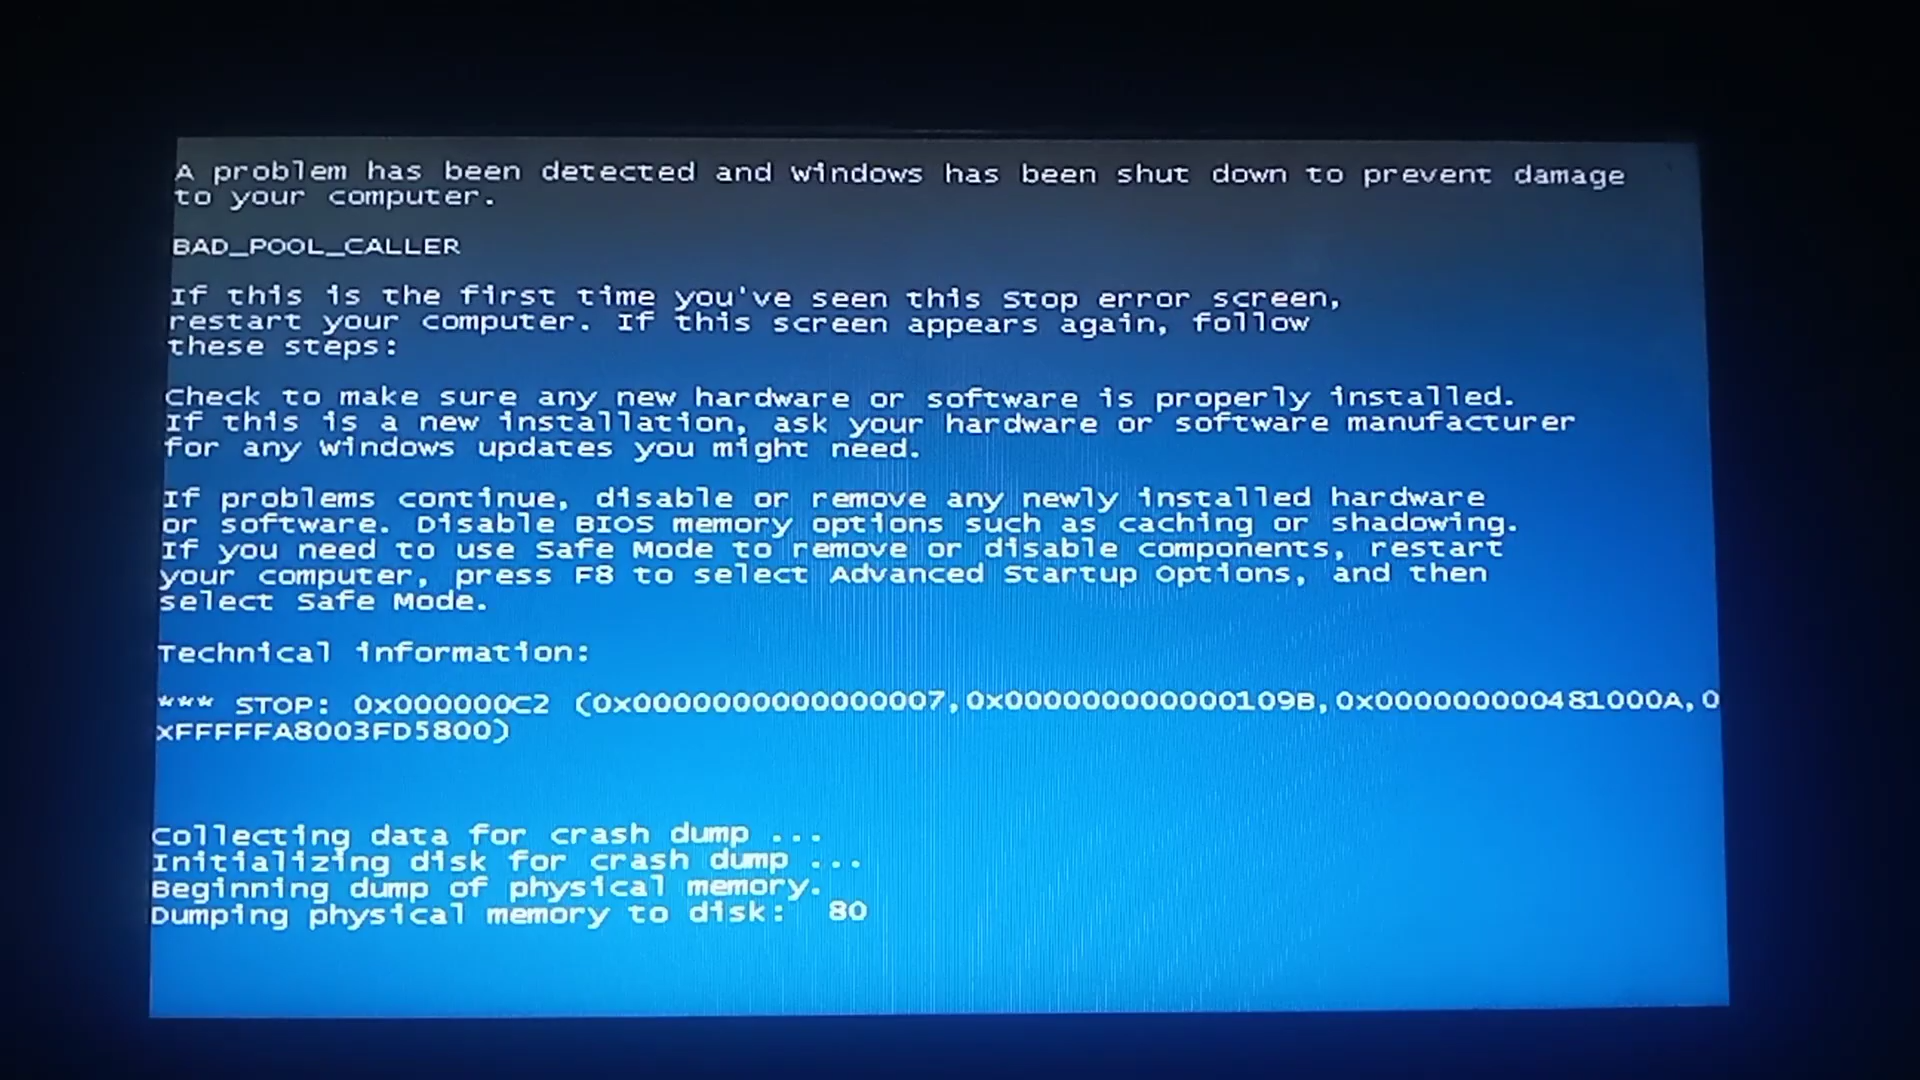 A problem has been detected and windows has been shut down to prevent damage
to your computer.
BAD_POOL_CALLER
If this is the first time you've seen this Stop error screen,
restart your computer. If this screen appears again, follow
these steps:
Check to make sure any new hardware or software is properly installed.
If this is a new installation, ask your hardware or software manufacturer
for any windows updates you might need.
If problems continue, disable or remove any newly installed hardware
or software. Disable BIOS memory options such as caching or shadowing.
If you need to use Safe Mode to remove or disable components, restart
your computer, press F8 to select Advanced Startup Options, and then
select Safe Mode.
Technical information:
*** STOP: 0x000000C2 (0x0000000000000007,0x000000000000109B,0x000000000481000A,0
xFFFFFA8003FD5800)
Collecting data for crash dump ...
Initializing disk for crash dump ...
Beginning dump of physical memory.
Dumping physical memory to disk: 80